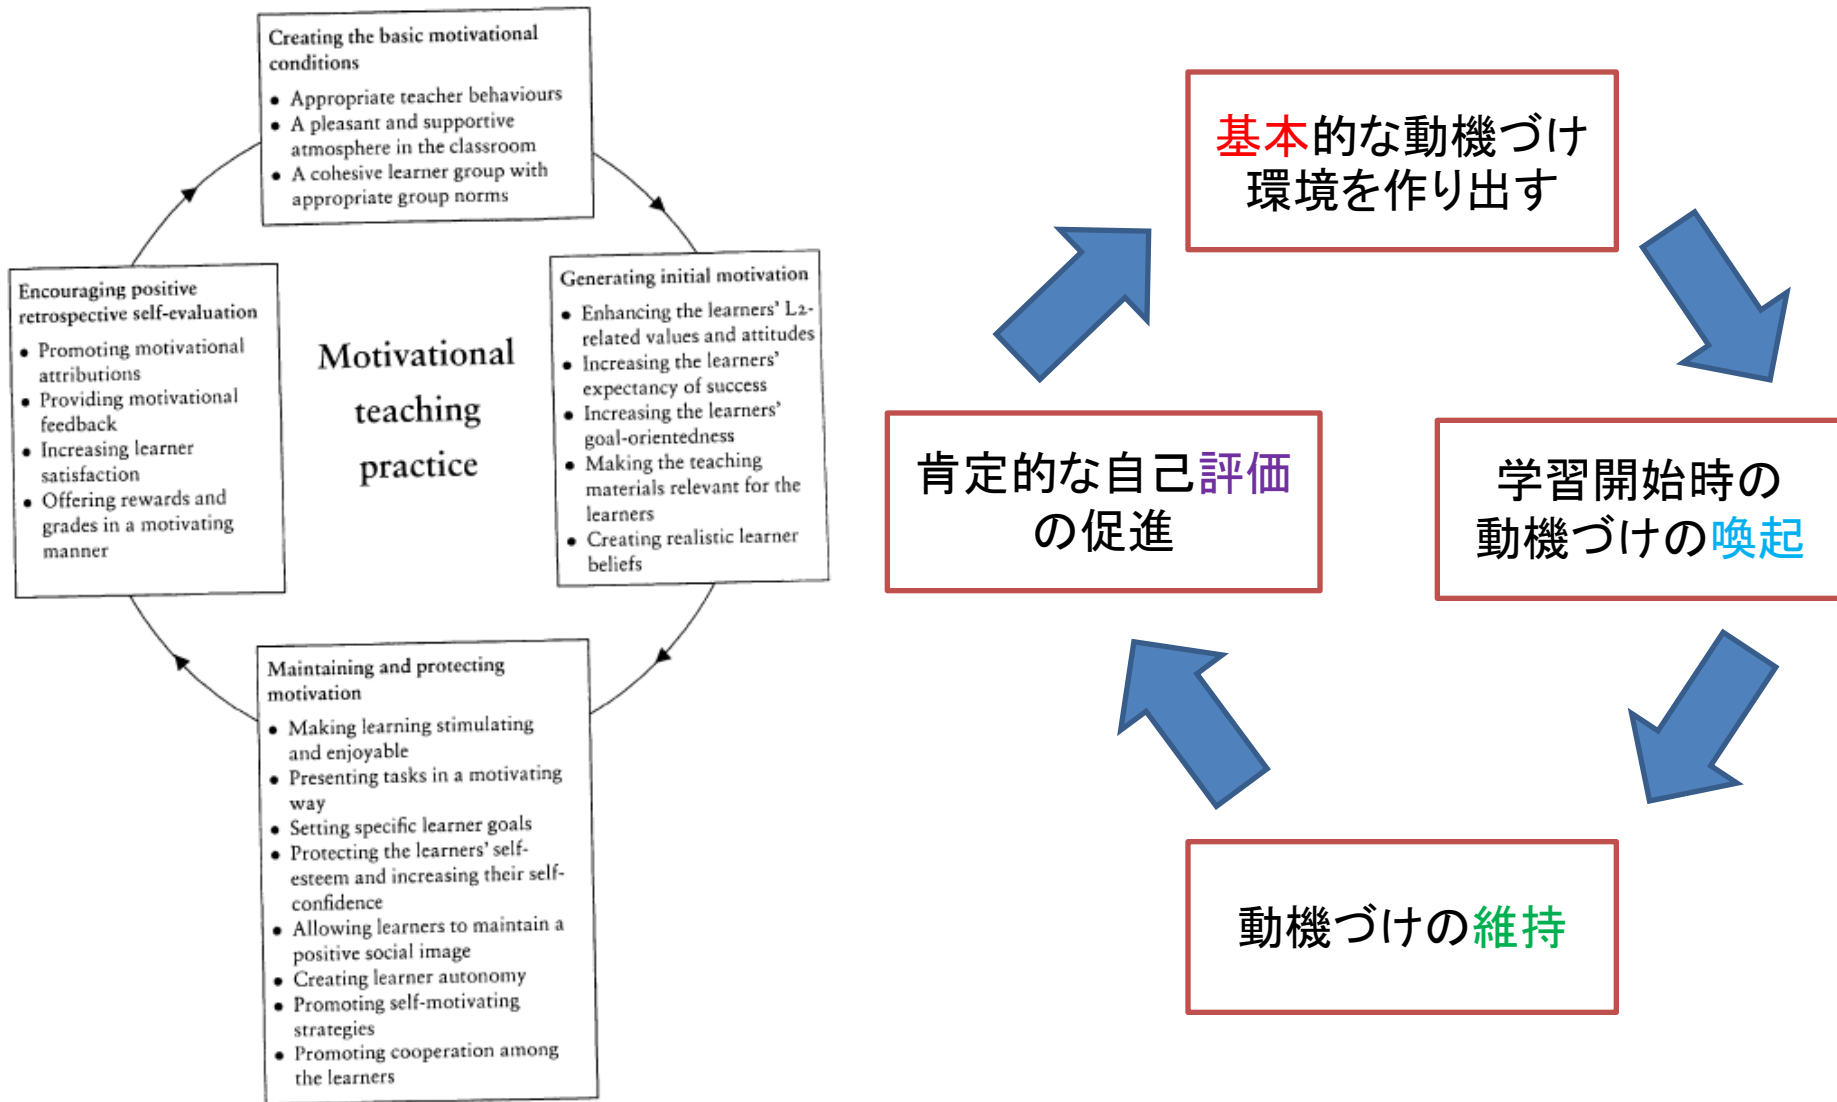 Creating the basic motivational
conditions
• Appropriate teacher behaviours
• A pleasant and supportive
atmosphere in the classroom
• A cohesive learner group with
appropriate group norms
Encouraging positive
retrospective self-evaluation
• Promoting motivational
attributions
• Providing motivational
feedback
• Increasing learner
satisfaction
• Offering rewards and
grades in a motivating
manner
Motivational
teaching
practice
Generating initial motivation
• Enhancing the learners' L2-
related values and attitudes
• Increasing the learners'
expectancy of success
• Increasing the learners'
goal-orientedness
• Making the teaching
materials relevant for the
learners
• Creating realistic learner
beliefs
Maintaining and protecting
motivation
• Making learning stimulating
and enjoyable
• Presenting tasks in a motivating
way
• Setting specific learner goals
• Protecting the learners' self-
esteem and increasing their self-
confidence
• Allowing learners to maintain a
positive social image
• Creating learner autonomy
• Promoting self-motivating
strategies
• Promoting cooperation among
the learners
基本的な動機づけ
環境を作り出す
肯定的な自己評価
の促進
学習開始時の
動機づけの喚起
動機づけの維持